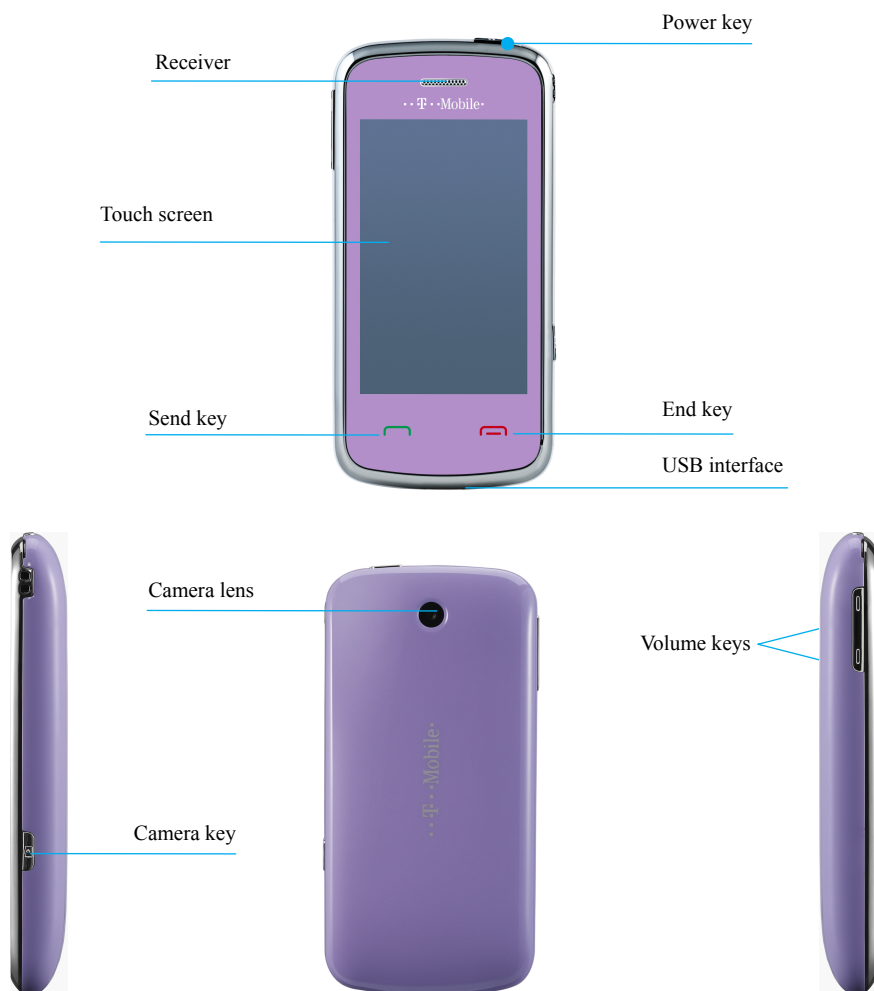 Power key
Receiver
··T··Mobile·
Touch screen
Send key
End key
USB interface
Camera lens
Volume keys
··T··Mobile·
Camera key